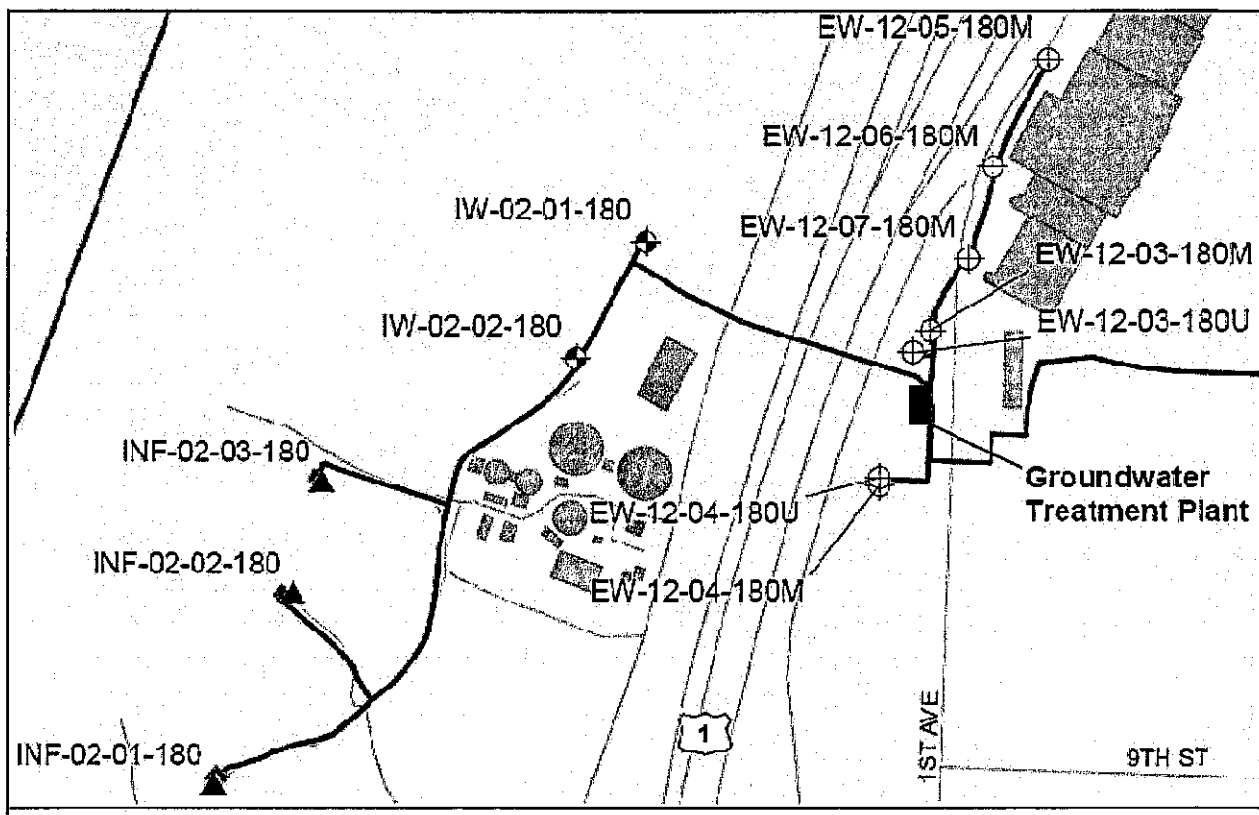 EW-12-05-180M
EW-12-06-180M
IW-02-01-180
EW-12-07-180M
EW-12-03-180M
IW-02-02-180
EW-12-03-180U
INF-02-03-180
Groundwater
Treatment Plant
EW-12-04-180U
INF-02-02-180
EW-12-04-180M
INF-02-01-180
1
1ST AVE
9TH ST